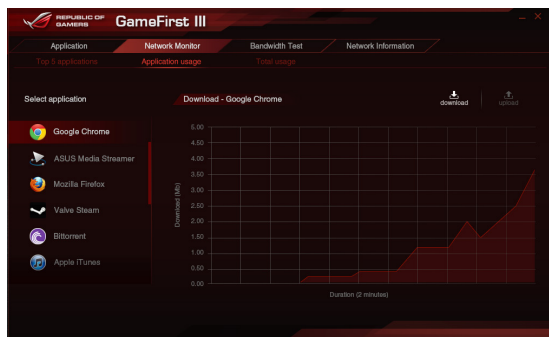 REPUBLIC OF
GAMERS
GameFirst III
Application
Network Monitor
Bandwidth Test
Network Information
Top 5 applications
Application usage
Total usage
Select application
Download - Google Chrome
download
upload
Google Chrome
ASUS Media Streamer
Mozilla Firefox
Valve Steam
Bittorrent
Apple iTunes
Download (Mb)
5.00
4.50
4.00
3.50
3.00
2.50
2.00
1.50
1.00
0.50
0.00
Duration (2 minutes)